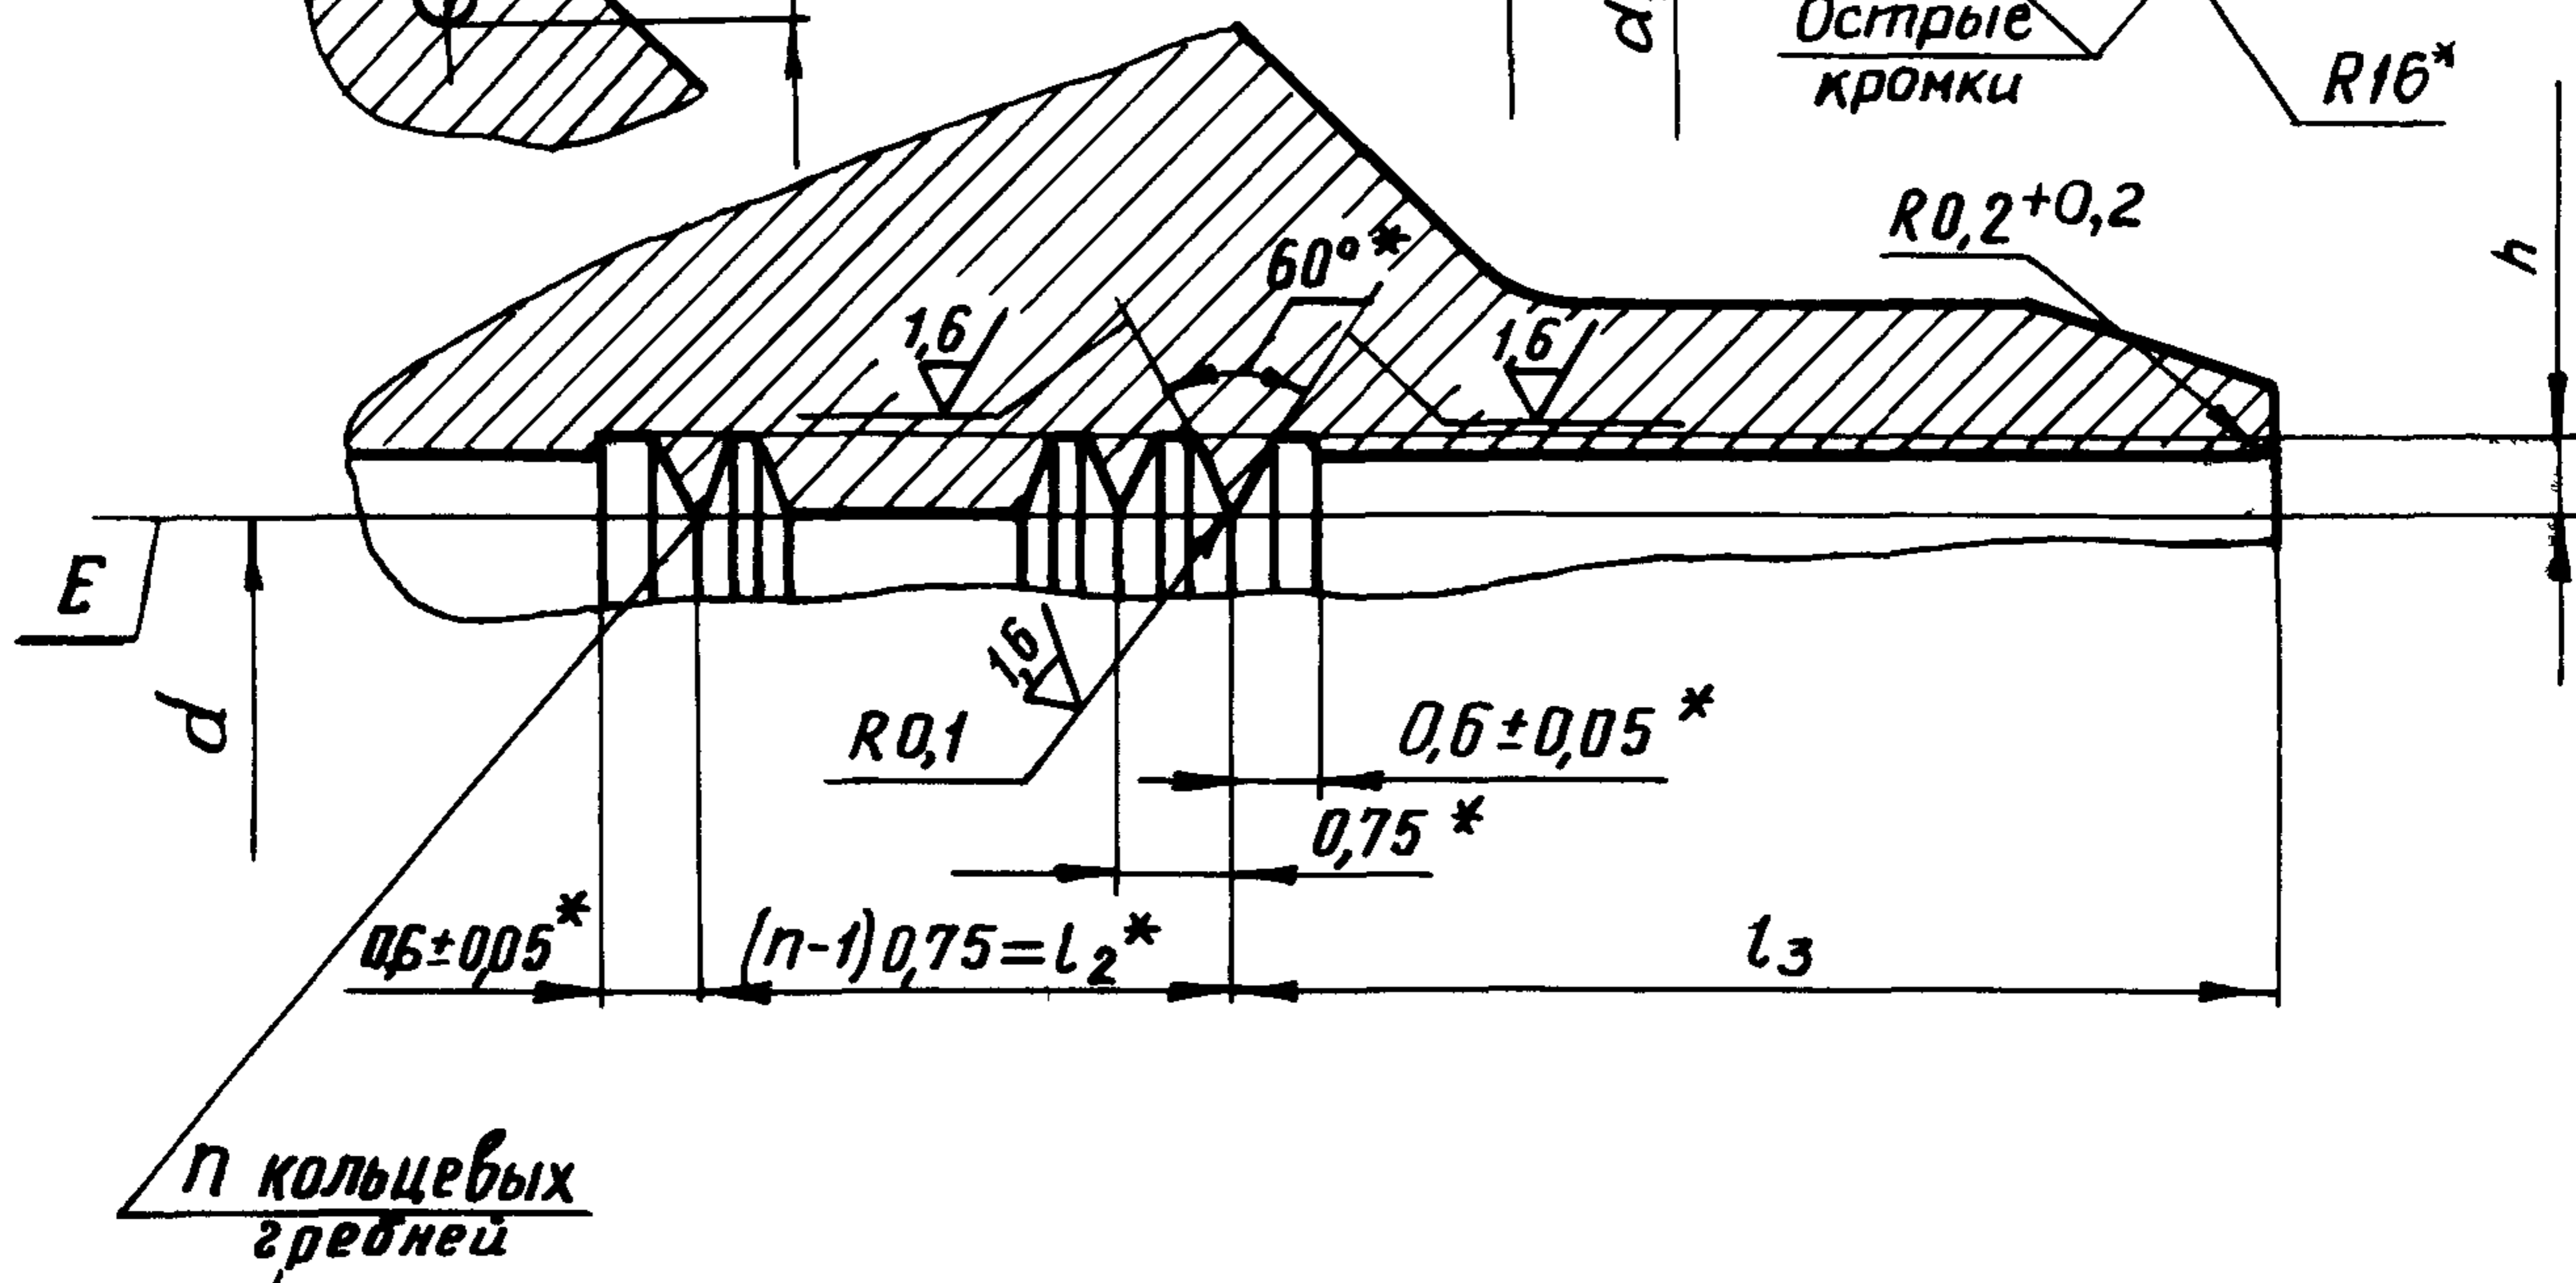 Острые
кромки
R16*
d
R0,2+0,2
h
60°*
1,6
1,6
E
d
1,6
R0,1
0,6±0,05*
0,75*
0,6±0,05*
(n-1)0,75=l2*
l3
n кольцевых
гребней